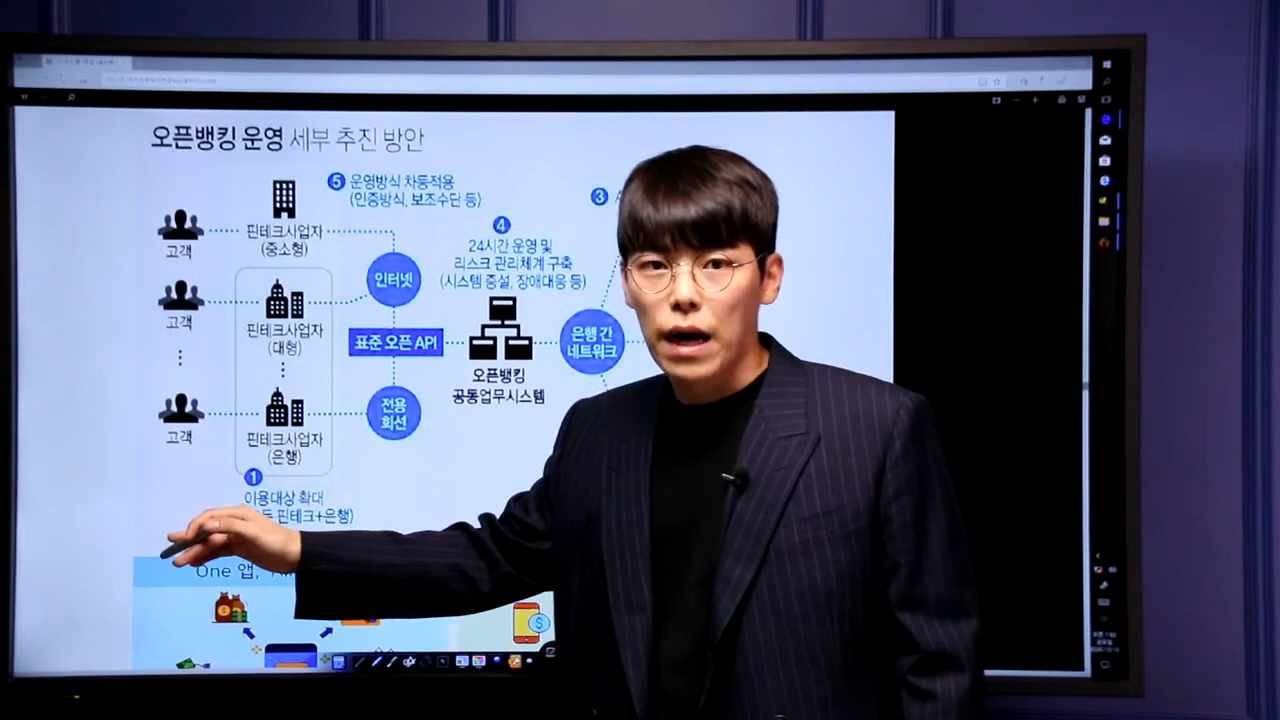 오픈뱅킹 운영 세부 추진 방안
5 운영방식 차등적용
(인증방식, 보조수단 등)
3
고객
핀테크사업자
(중소형)
인터넷
4
24시간 운영 및
리스크 관리체계 구축
(시스템 증설, 장애대응 등)
고객
핀테크사업자
(대형)
표준 오픈 API
오픈뱅킹
공동업무시스템
은행 간
네트워크
고객
핀테크사업자
(은행)
전용
회선
1
이용대상 확대
핀테크+은행)
One 앱,